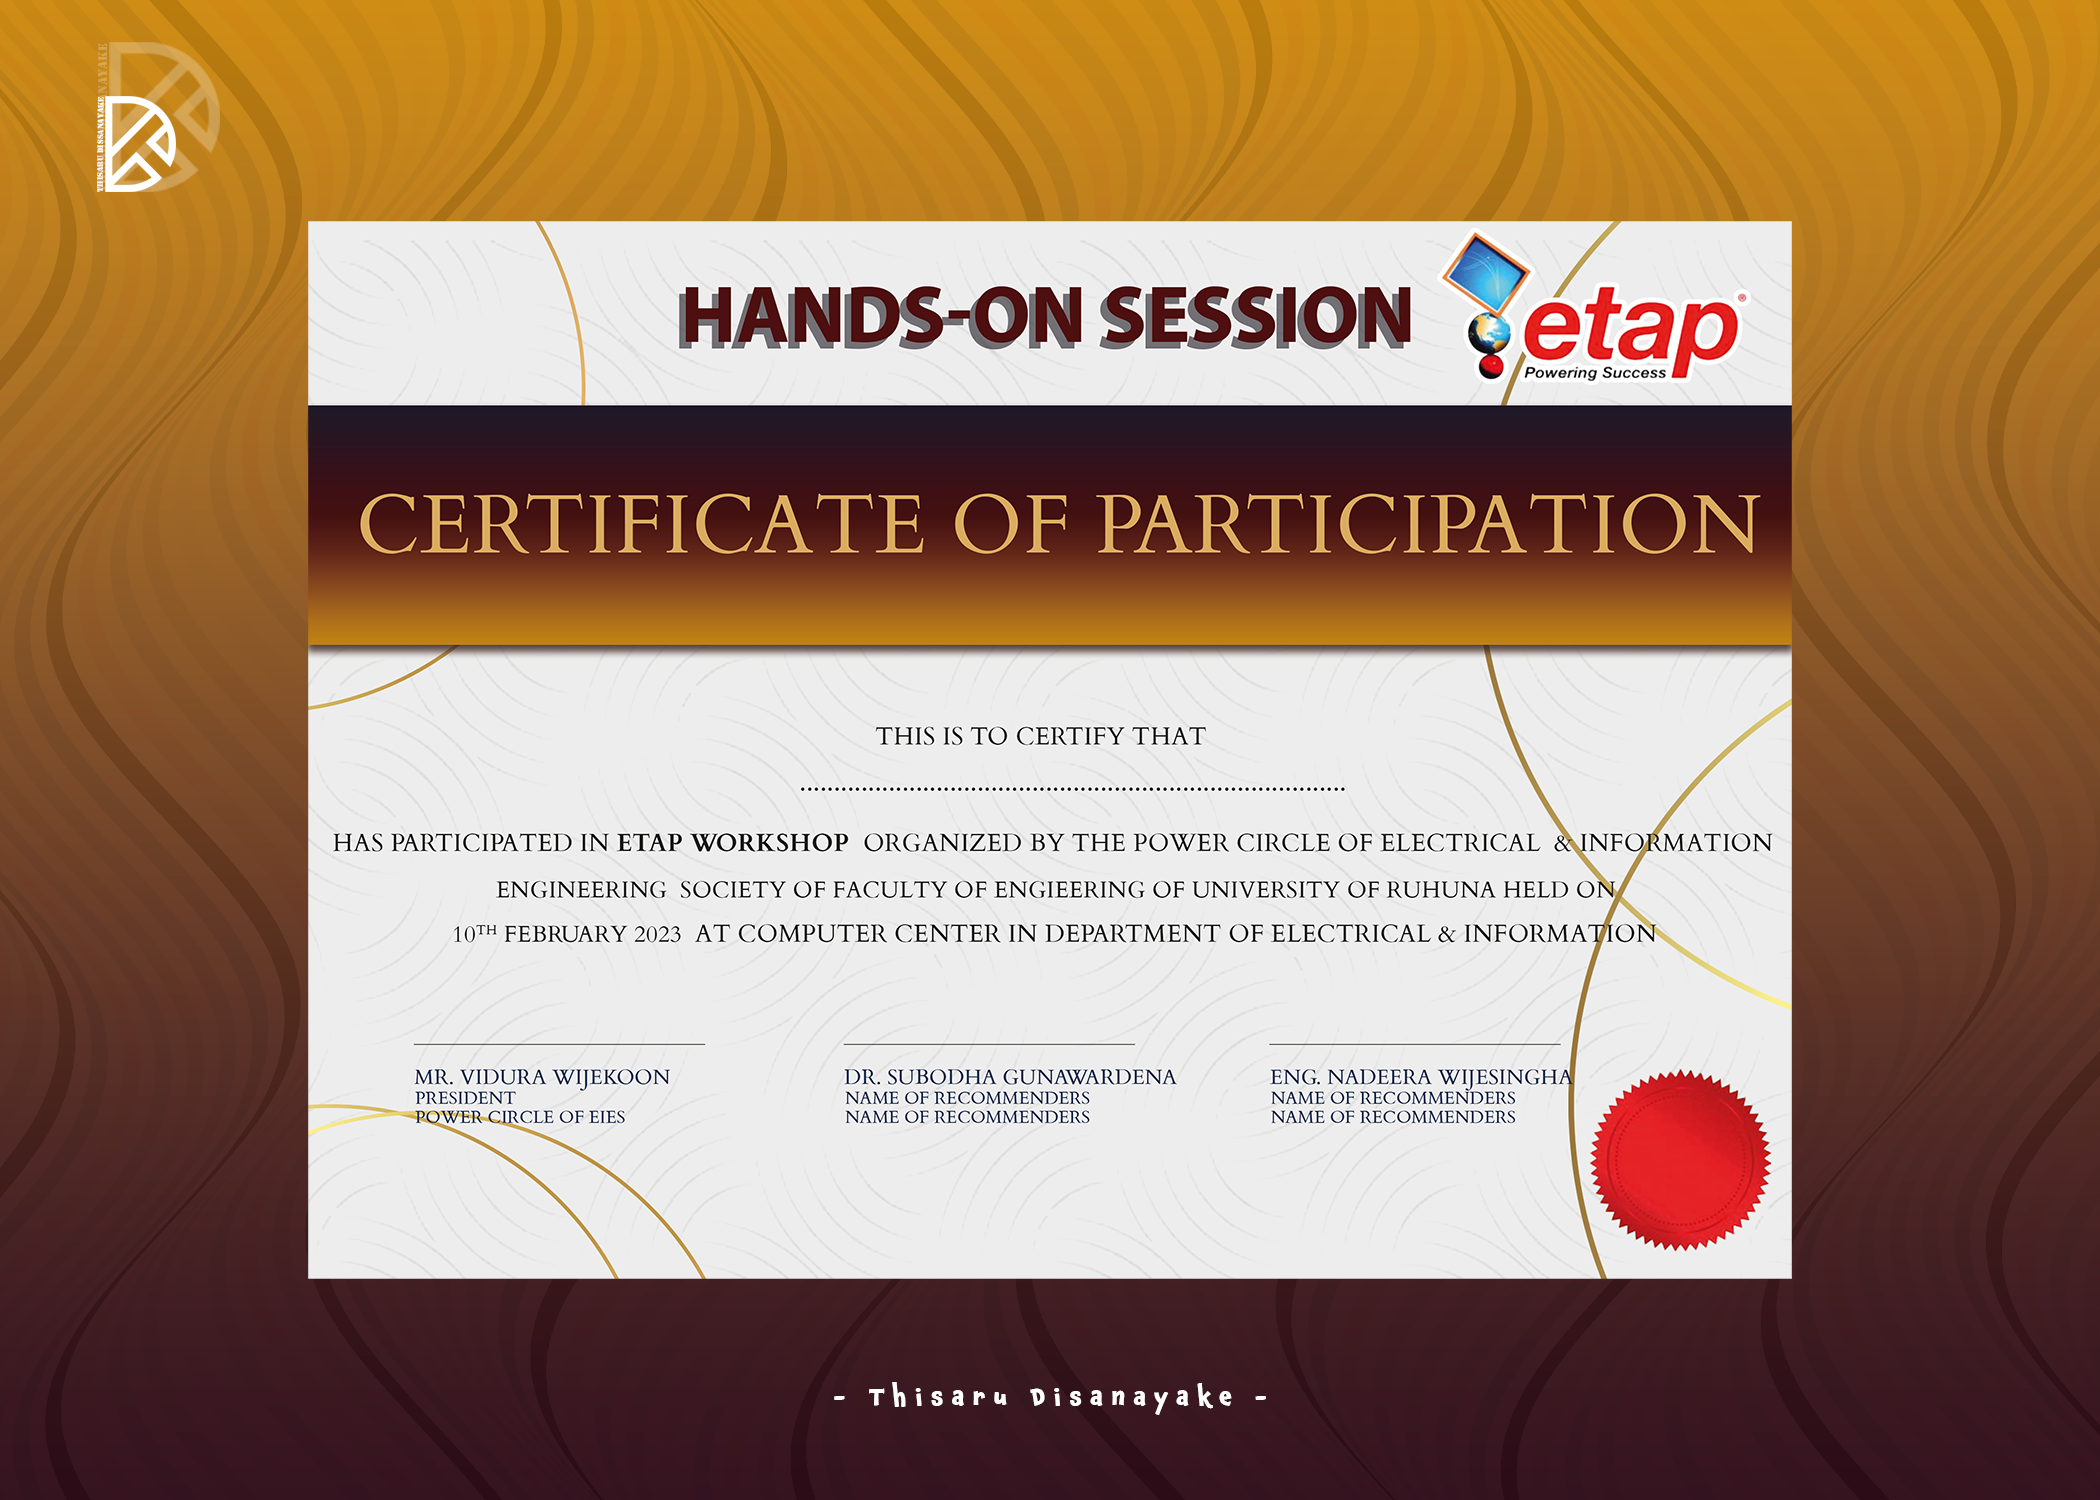 THISARU DISSANAYAKE
HANDS-ON SESSION
etap®
Powering Success
CERTIFICATE OF PARTICIPATION
THIS IS TO CERTIFY THAT
HAS PARTICIPATED IN ETAP WORKSHOP ORGANIZED BY THE POWER CIRCLE OF ELECTRICAL & INFORMATION
ENGINEERING SOCIETY OF FACULTY OF ENGIEERING OF UNIVERSITY OF RUHUNA HELD ON
10TH FEBRUARY 2023 AT COMPUTER CENTER IN DEPARTMENT OF ELECTRICAL & INFORMATION
MR. VIDURA WIJEKOON
PRESIDENT
POWER CIRCLE OF EIES
DR. SUBODHA GUNAWARDENA
NAME OF RECOMMENDERS
NAME OF RECOMMENDERS
ENG. NADEERA WIJESINGHA
NAME OF RECOMMENDERS
NAME OF RECOMMENDERS
- Thisaru Disanayake -